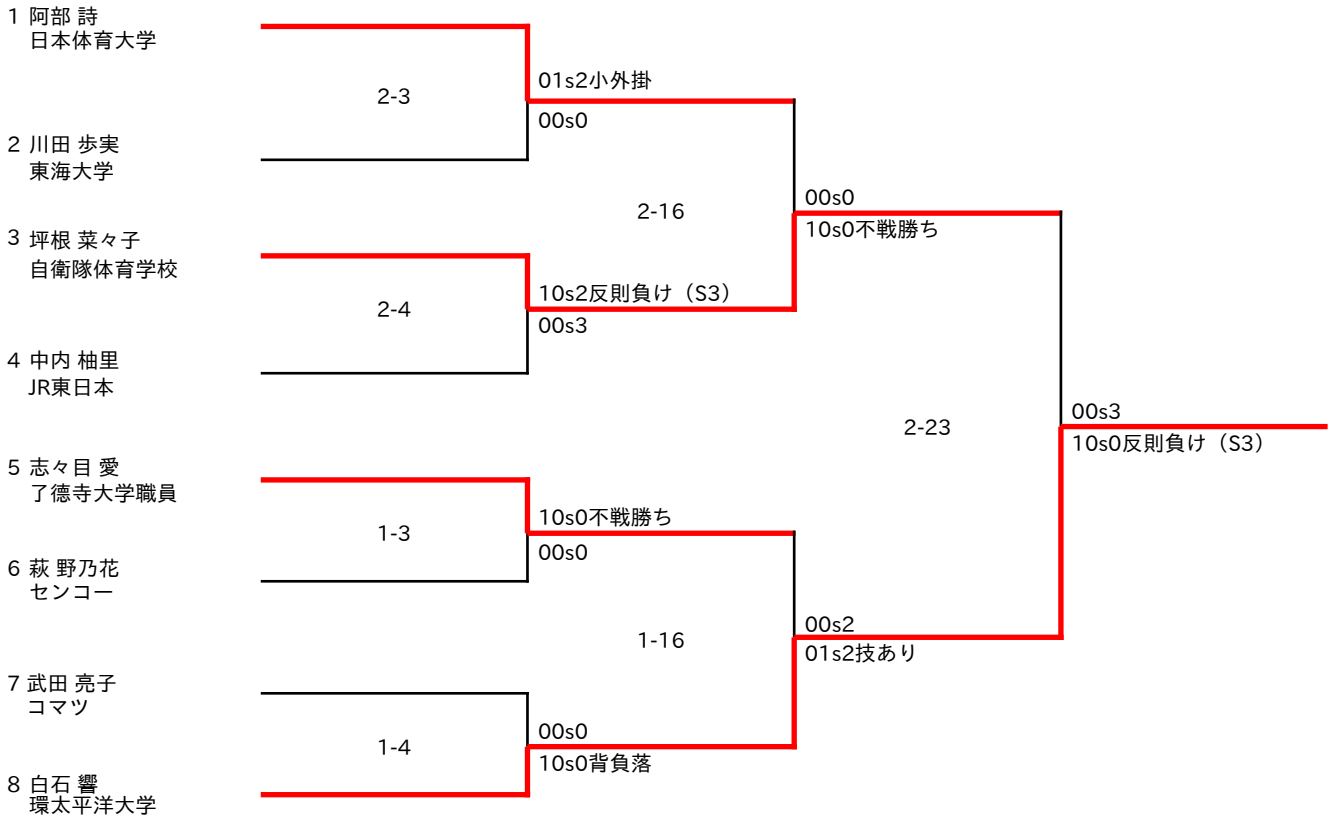 1 阿部 詩
日本体育大学
2-3
01s2小外掛
00s0
2 川田 歩実
東海大学
2-16
00s0
10s0不戦勝ち
3 坪根 菜々子
自衛隊体育学校
2-4
10s2反則負け（S3）
00s3
4 中内 柚里
JR東日本
2-23
00s3
10s0反則負け（S3）
5 志々目 愛
了德寺大学職員
1-3
10s0不戦勝ち
00s0
6 萩 野乃花
センコー
1-16
00s2
01s2技あり
7 武田 亮子
コマツ
1-4
00s0
10s0背負落
8 白石 響
環太平洋大学